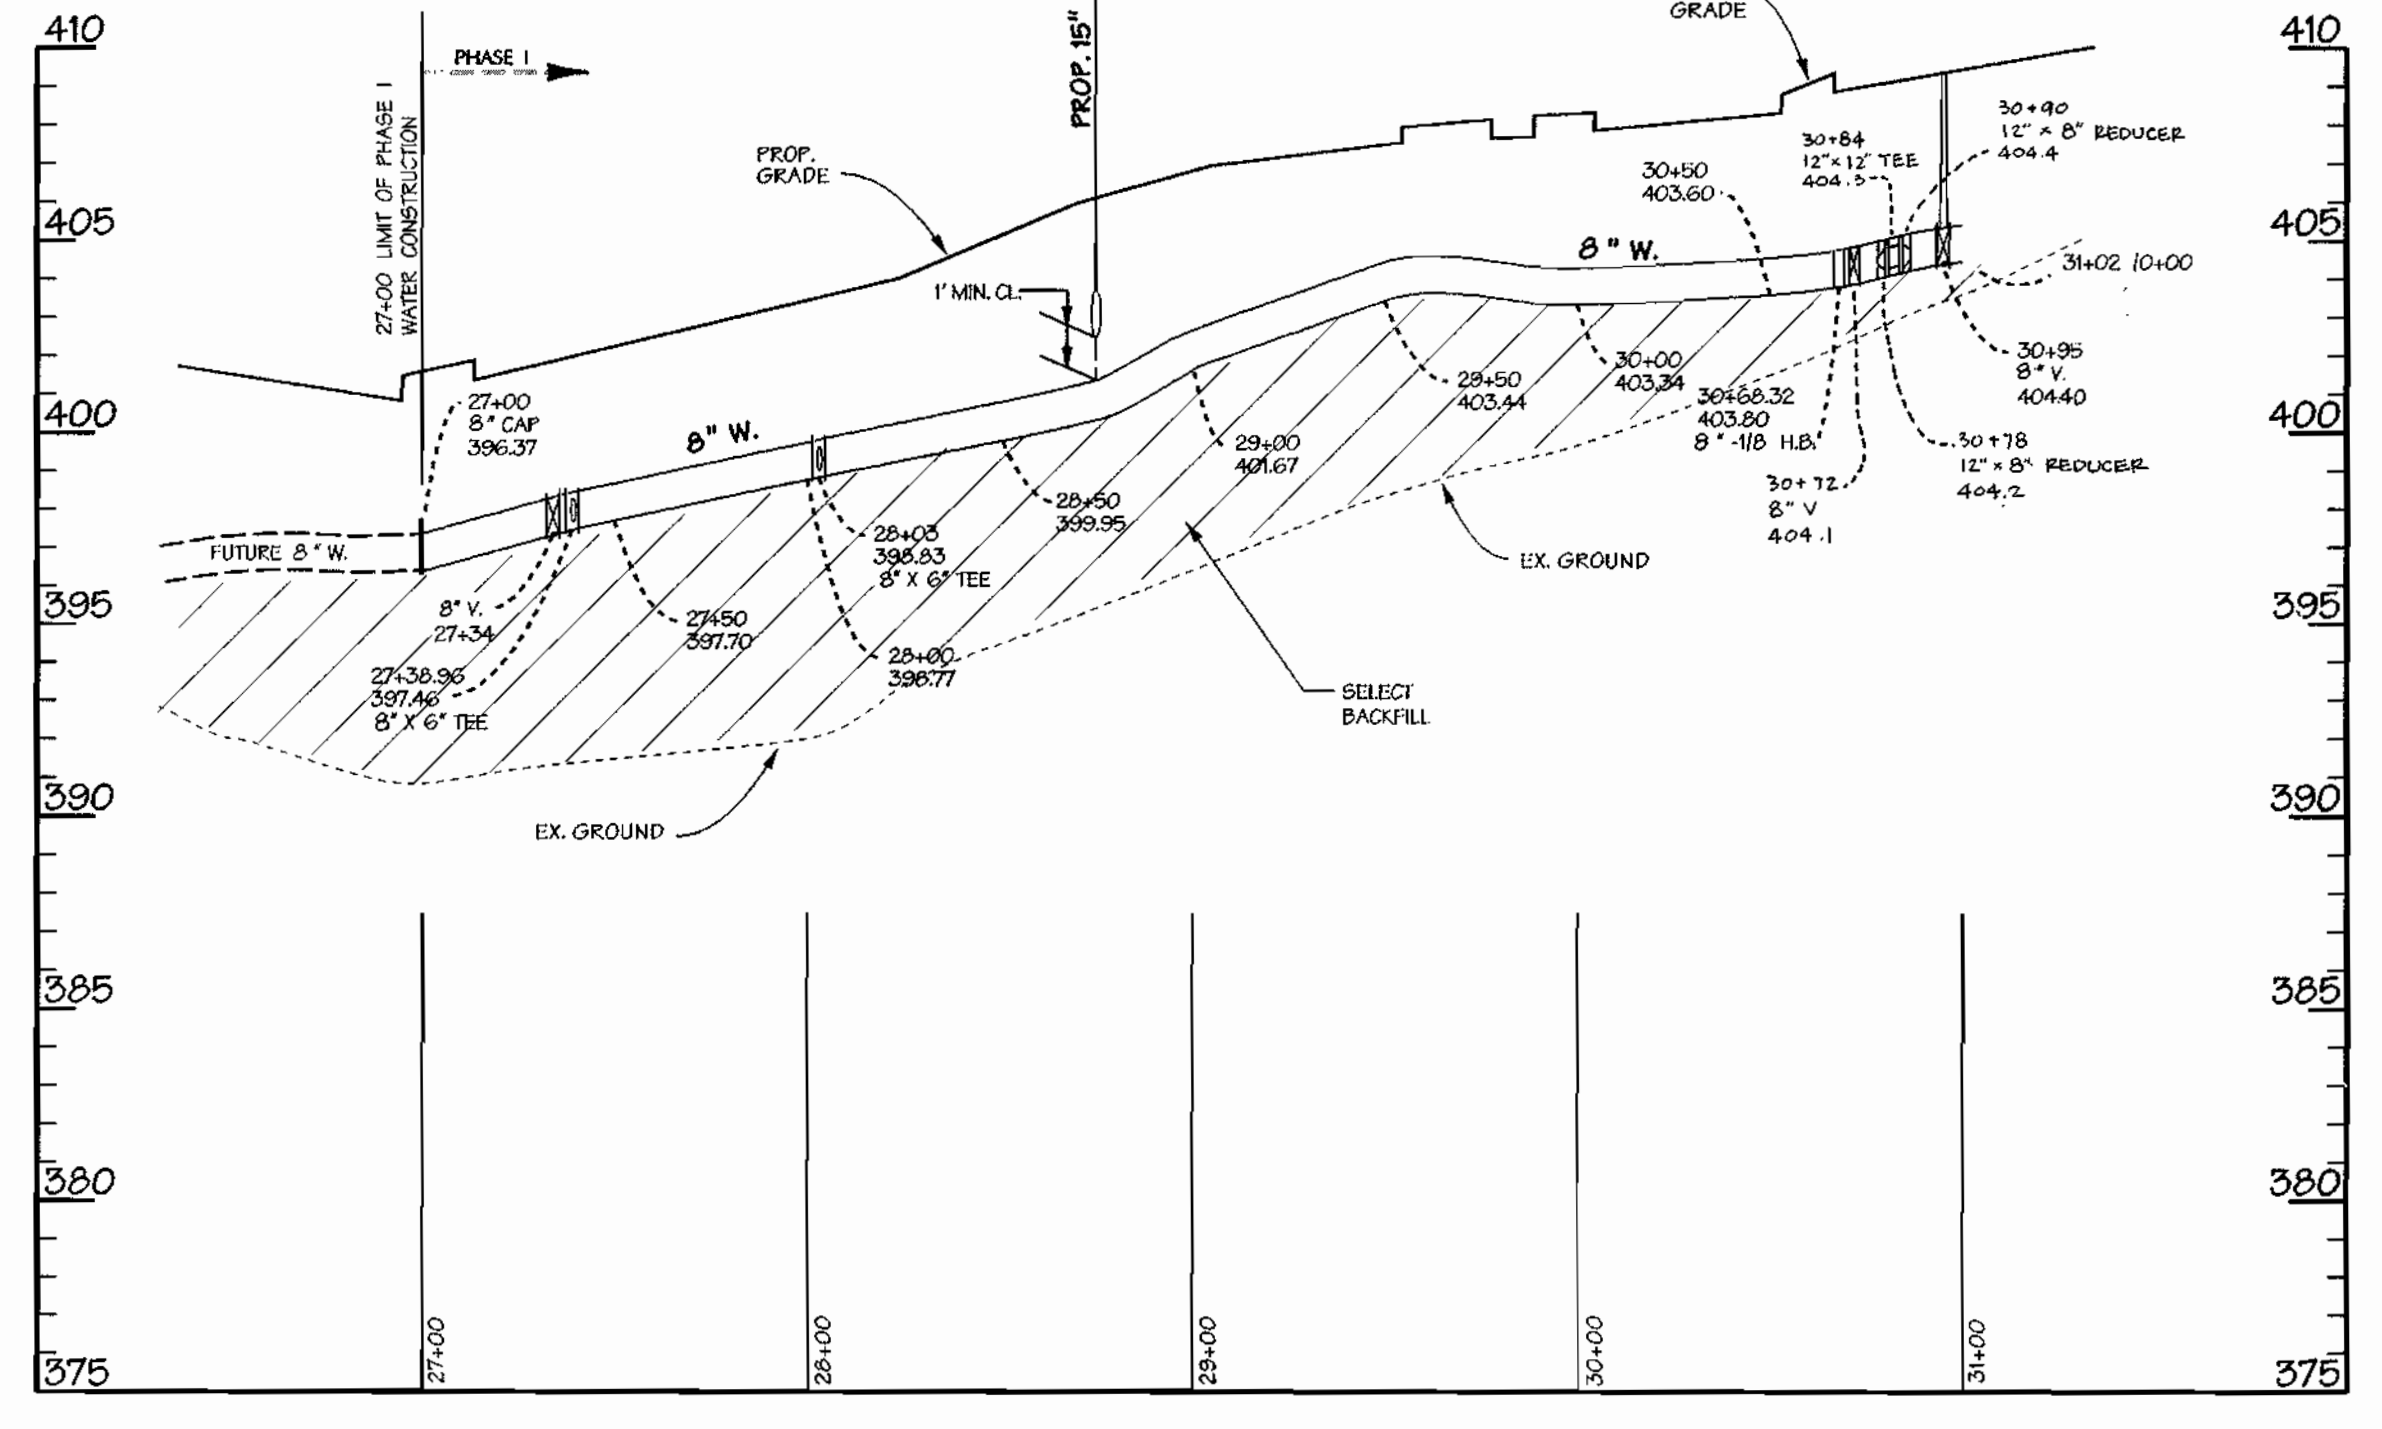 410
GRADE
410
PHASE I
27+00 LIMIT OF PHASE I
WATER CONSTRUCTION
PROP. 15"
PROP.
GRADE
30+90
12" x 8" REDUCER
404.4
30+84
12" x 12" TEE
404.3
30+50
403.60
405
405
8" W.
31+02 /0+00
1' MIN. CL.
30+95
8" V.
404.40
30+00
403.34
29+50
403.44
30+68.32
403.80
8" -1/8 H.B.
27+00
8" CAP
396.37
400
400
8" W.
29+00
401.67
30+78
12" x 8" REDUCER
404.2
30+72
8" V
404.1
28+50
399.95
28+03
398.83
8" X 6" TEE
FUTURE 8" W.
EX. GROUND
395
395
8" V.
27+34
27+50
397.70
28+00
398.77
27+38.96
397.46
8" X 6" TEE
SELECT
BACKFILL
390
390
EX. GROUND
385
385
380
380
27+00
28+00
29+00
30+00
31+00
375
375